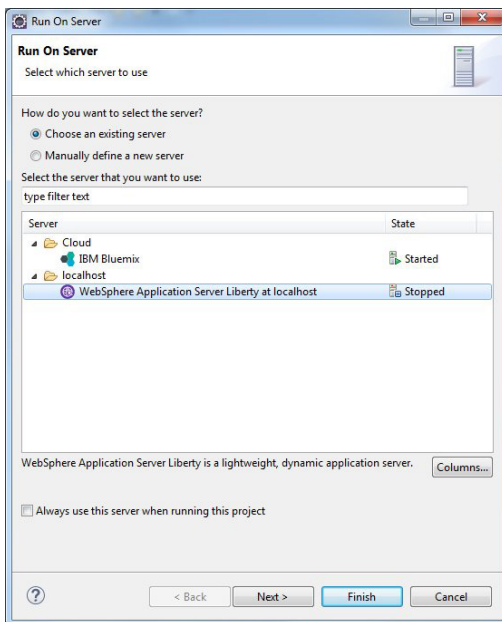 Run On Server
Run On Server
Select which server to use
How do you want to select the server?
Choose an existing server
Manually define a new server
Select the server that you want to use:
type filter text
Server State
Cloud
IBM Bluemix Started
localhost
WebSphere Application Server Liberty at localhost Stopped
WebSphere Application Server Liberty is a lightweight, dynamic application server. Columns...
Always use this server when running this project
? < Back Next > Finish Cancel